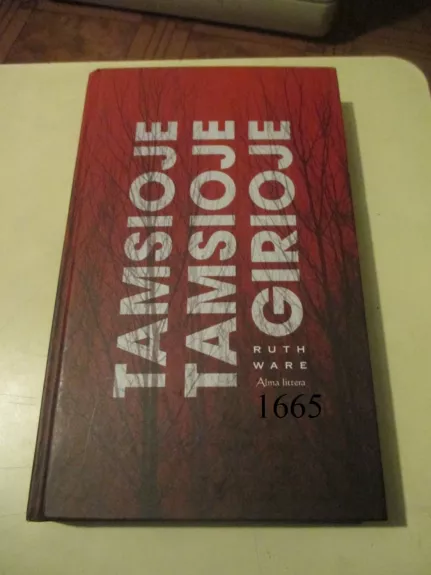 TAMSIOJE
TAMSIOJE
GIRIOJE
RUTH
WARE
Alma littera
1665